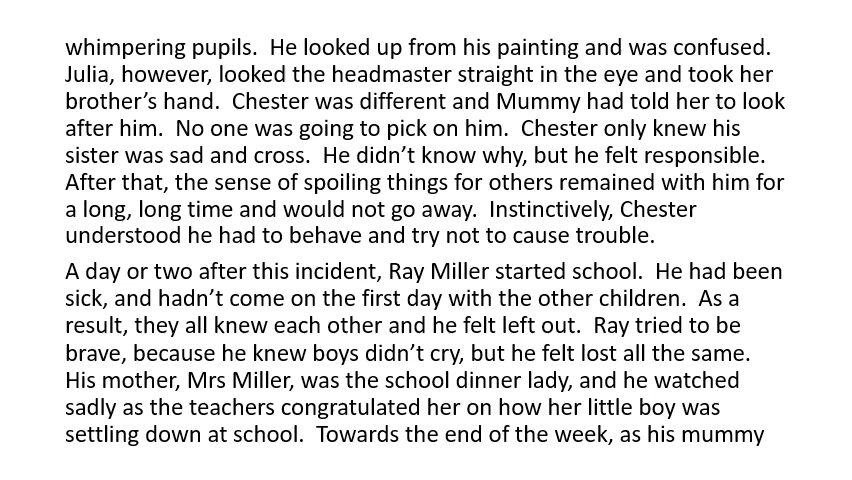 whimpering pupils.  He looked up from his painting and was confused.
Julia, however, looked the headmaster straight in the eye and took her
brother’s hand.  Chester was different and Mummy had told her to look
after him.  No one was going to pick on him.  Chester only knew his
sister was sad and cross.  He didn’t know why, but he felt responsible.
After that, the sense of spoiling things for others remained with him for
a long, long time and would not go away.  Instinctively, Chester
understood he had to behave and try not to cause trouble.
A day or two after this incident, Ray Miller started school.  He had been
sick, and hadn’t come on the first day with the other children.  As a
result, they all knew each other and he felt left out.  Ray tried to be
brave, because he knew boys didn’t cry, but he felt lost all the same.
His mother, Mrs Miller, was the school dinner lady, and he watched
sadly as the teachers congratulated her on how her little boy was
settling down at school.  Towards the end of the week, as his mummy